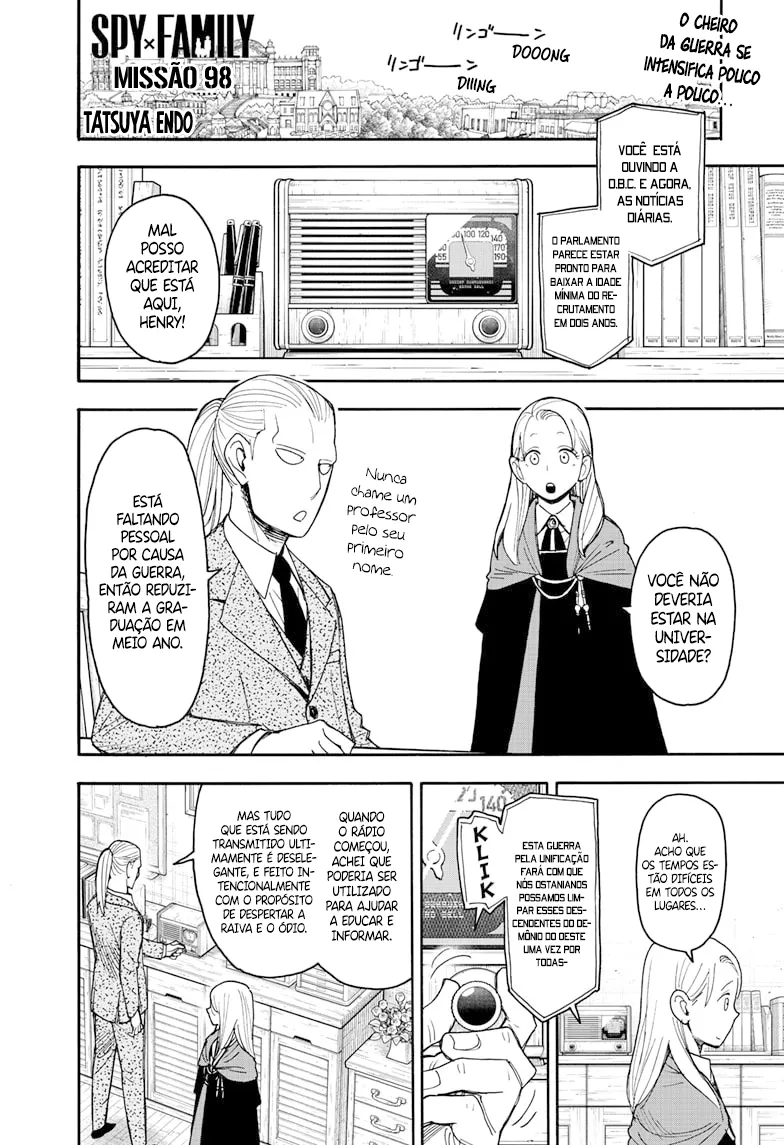 SPY×FAMILY
MISSÃO 98
TATSUYA ENDO
リンゴーン
DOOONG
リンゴーン
DIIING
O CHEIRO
DA GUERRA SE
INTENSIFICA POUCO
A POUCO...
VOCÊ ESTÁ
OUVINDO A
O.B.C. E AGORA,
AS NOTÍCIAS
DIÁRIAS.
O PARLAMENTO
PARECE ESTAR
PRONTO PARA
BAIXAR A IDADE
MÍNIMA DO RE-
CRUTAMENTO
EM DOIS ANOS.
MAL
POSSO
ACREDITAR
QUE ESTÁ
AQUI,
HENRY!
VOCÊ NÃO
DEVERIA
ESTAR NA
UNIVER-
SIDADE?
Nunca
chame um
professor
pelo seu
primeiro
nome.
ESTÁ
FALTANDO
PESSOAL
POR CAUSA
DA GUERRA,
ENTÃO REDUZI-
RAM A GRA-
DUAÇÃO EM
MEIO ANO.
AH.
ACHO QUE
OS TEMPOS ES-
TÃO DIFÍCEIS
EM TODOS OS
LUGARES...
ESTA GUERRA
PELA UNIFICAÇÃO
FARÁ COM QUE
NÓS OSTANIANOS
POSSAMOS LIM-
PAR ESSES DES-
CENDENTES DO DE-
MÔNIO DO OESTE
UMA VEZ POR
TODAS-
KLIK
140
QUANDO
O RÁDIO
COMEÇOU,
ACHEI QUE
PODERIA SER
UTILIZADO
PARA AJUDAR
A EDUCAR E
INFORMAR.
MAS TUDO
QUE ESTÁ SENDO
TRANSMITIDO ULTI-
MAMENTE É DESELE-
GANTE, E FEITO IN-
TENCIONALMENTE
COM O PROPÓSITO
DE DESPERTAR A
RAIVA E O ÓDIO.